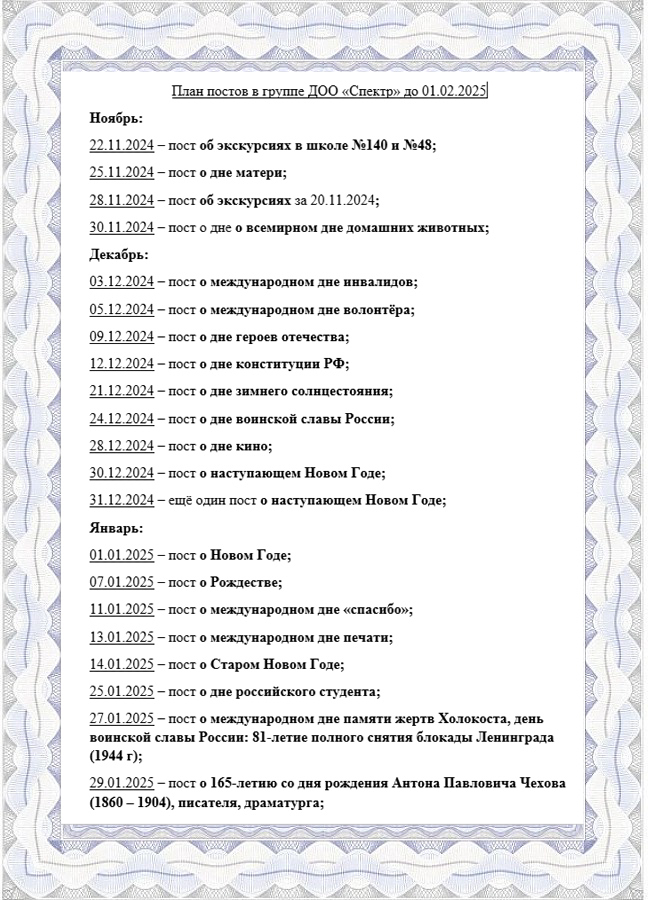 План постов в группе ДОО «Спектр» до 01.02.2025
Ноябрь:
22.11.2024 – пост об экскурсиях в школе №140 и №48;
25.11.2024 – пост о дне матери;
28.11.2024 – пост об экскурсиях за 20.11.2024;
30.11.2024 – пост о дне о всемирном дне домашних животных;
Декабрь:
03.12.2024 – пост о международном дне инвалидов;
05.12.2024 – пост о международном дне волонтёра;
09.12.2024 – пост о дне героев отечества;
12.12.2024 – пост о дне конституции РФ;
21.12.2024 – пост о дне зимнего солнцестояния;
24.12.2024 – пост о дне воинской славы России;
28.12.2024 – пост о дне кино;
30.12.2024 – пост о наступающем Новом Годе;
31.12.2024 – ещё один пост о наступающем Новом Годе;
Январь:
01.01.2025 – пост о Новом Годе;
07.01.2025 – пост о Рождестве;
11.01.2025 – пост о международном дне «спасибо»;
13.01.2025 – пост о международном дне печати;
14.01.2025 – пост о Старом Новом Годе;
25.01.2025 – пост о дне российского студента;
27.01.2025 – пост о международном дне памяти жертв Холокоста, день
воинской славы России: 81-летие полного снятия блокады Ленинграда
(1944 г);
29.01.2025 – пост о 165-летию со дня рождения Антона Павловича Чехова
(1860 – 1904), писателя, драматурга;